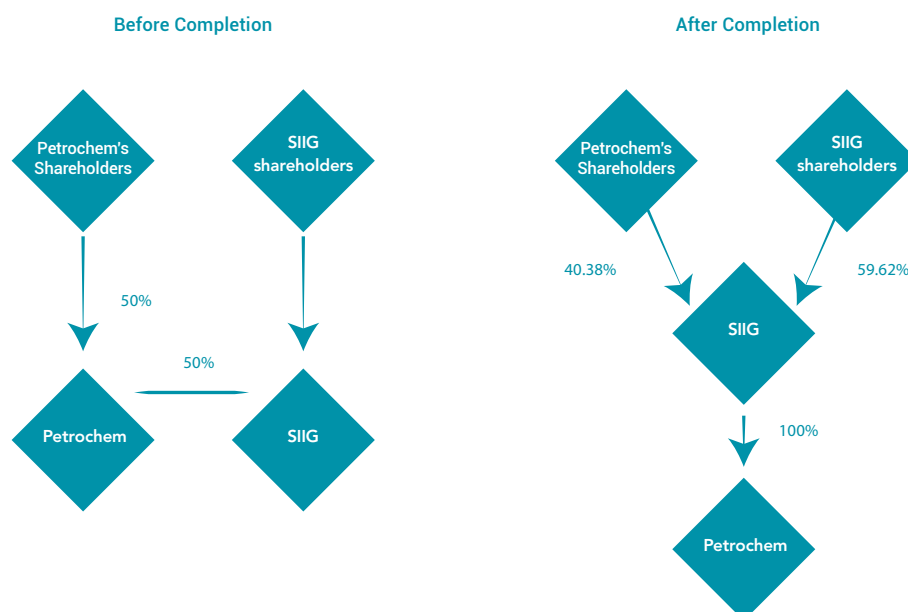 Before Completion
Petrochem's
Shareholders
SIIG
shareholders
50%
50%
Petrochem
SIIG
After Completion
Petrochem's
Shareholders
SIIG
shareholders
40.38%
59.62%
SIIG
100%
Petrochem